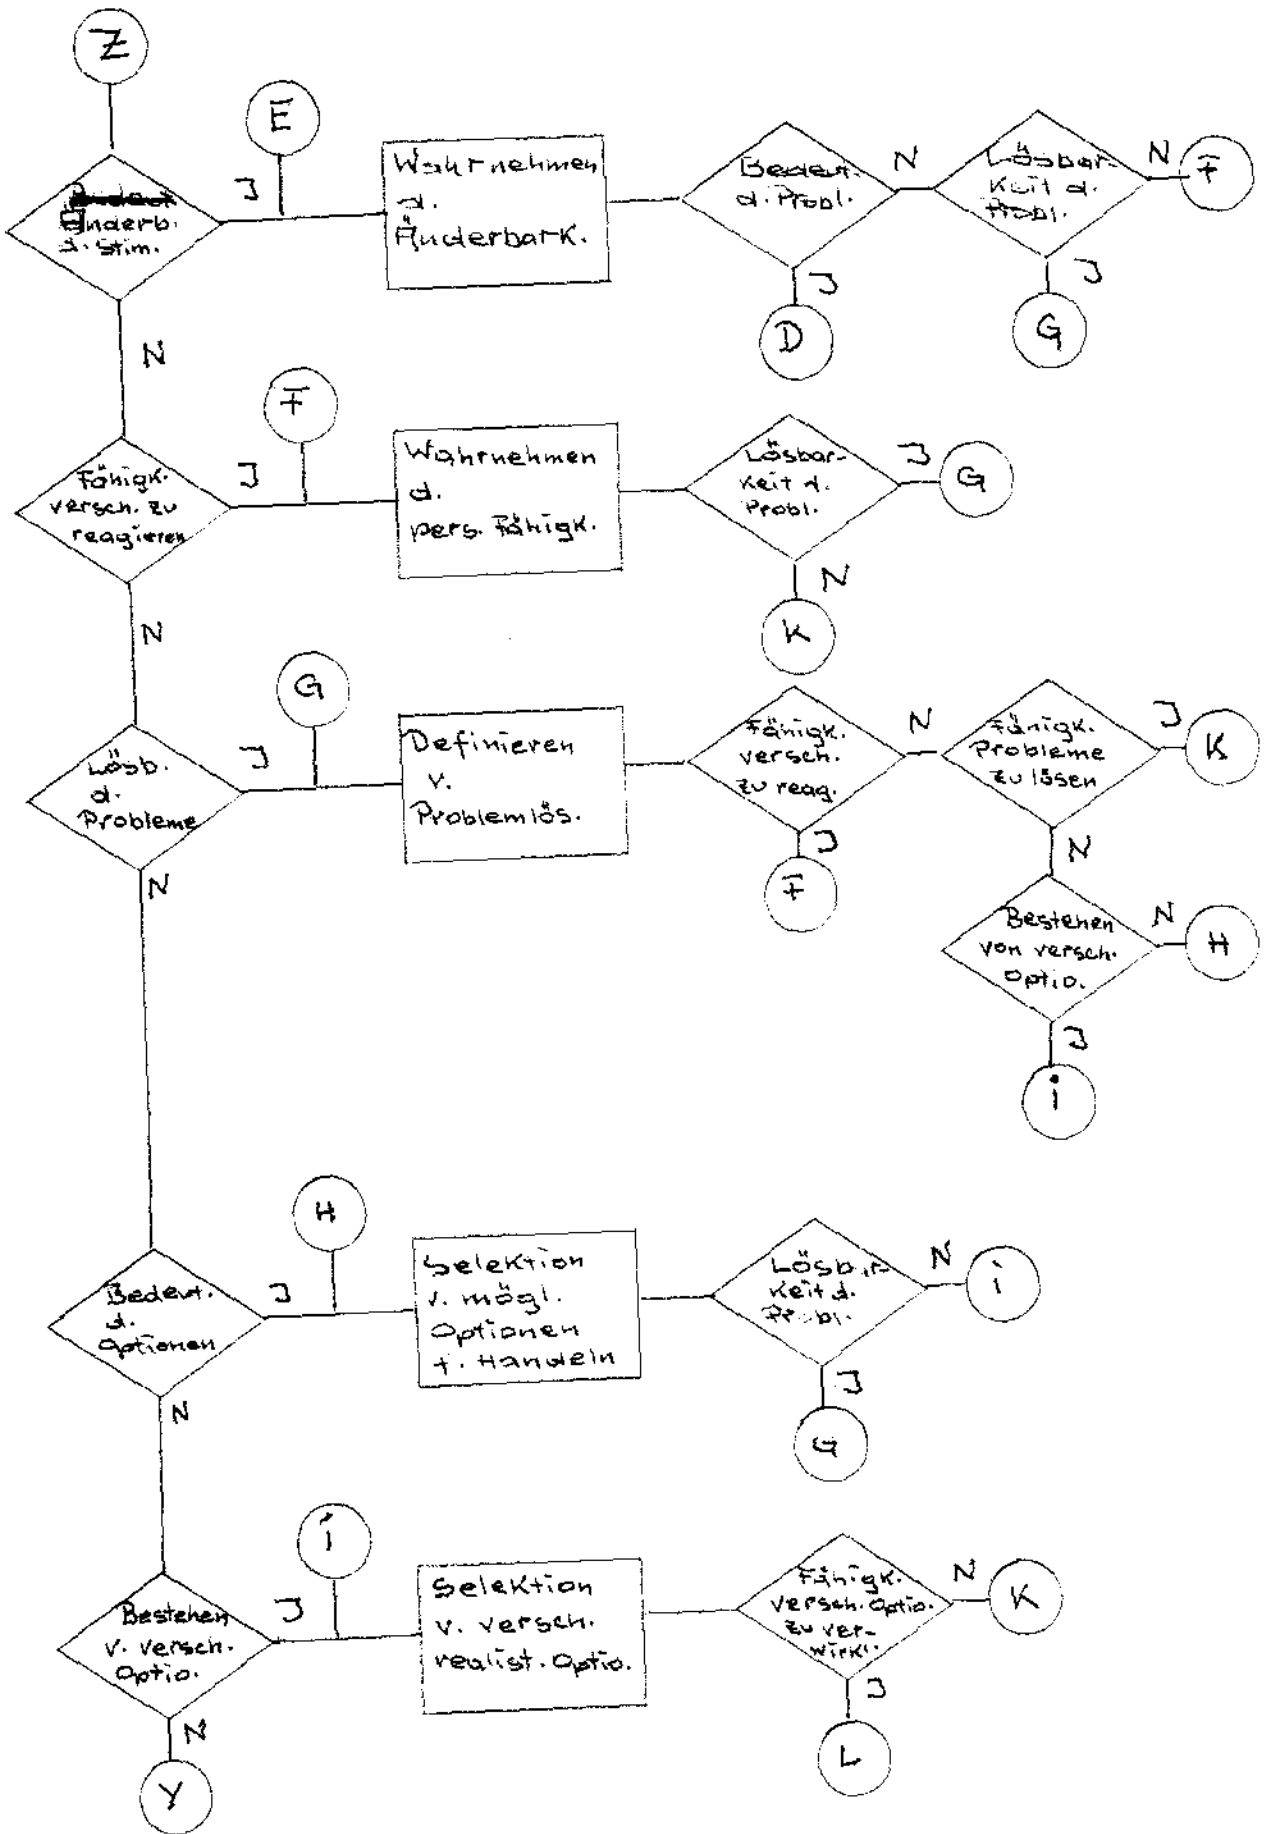 Z
E
Änderb.
d. Stim.
J
Wahrnehmen
d.
Änderbark.
Bedeut.
d. Probl.
N
Lösbar-
keit d.
Probl.
N
F
J
D
J
G
N
F
Fähigk.
versch. zu
reagieren
J
Wahrnehmen
d.
pers. Fähigk.
Lösbar-
keit d.
Probl.
J
G
N
K
N
G
Lösb.
d.
Probleme
J
Definieren
v.
Problemlös.
Fähigk.
versch.
zu reag.
N
Fähigk.
Probleme
zu lösen
J
K
J
F
N
Bestehen
von versch.
Optio.
N
H
J
i
N
H
Bedeut.
d.
Optionen
J
Selektion
v. mögl.
Optionen
f. Handeln
Lösbar-
keit d.
Probl.
N
i
J
G
N
i
Bestehen
v. versch.
Optio.
J
Selektion
v. versch.
realist. Optio.
Fähigk.
versch. Optio.
zu ver-
wirkl.
N
K
J
L
N
Y